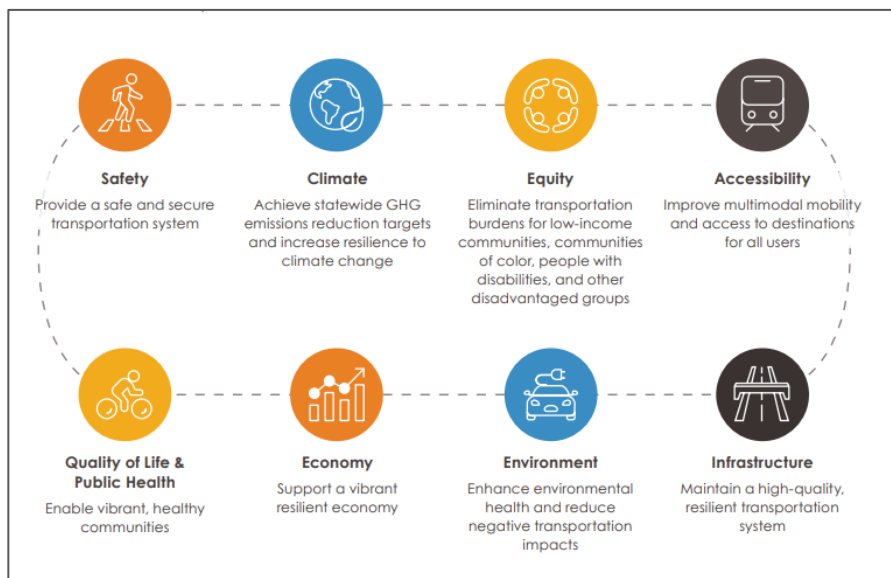 Safety
Provide a safe and secure
transportation system
Climate
Achieve statewide GHG
emissions reduction targets
and increase resilience to
climate change
Equity
Eliminate transportation
burdens for low-income
communities, communities
of color, people with
disabilities, and other
disadvantaged groups
Accessibility
Improve multimodal mobility
and access to destinations
for all users
Quality of Life &
Public Health
Enable vibrant, healthy
communities
Economy
Support a vibrant
resilient economy
Environment
Enhance environmental
health and reduce
negative transportation
impacts
Infrastructure
Maintain a high-quality,
resilient transportation
system